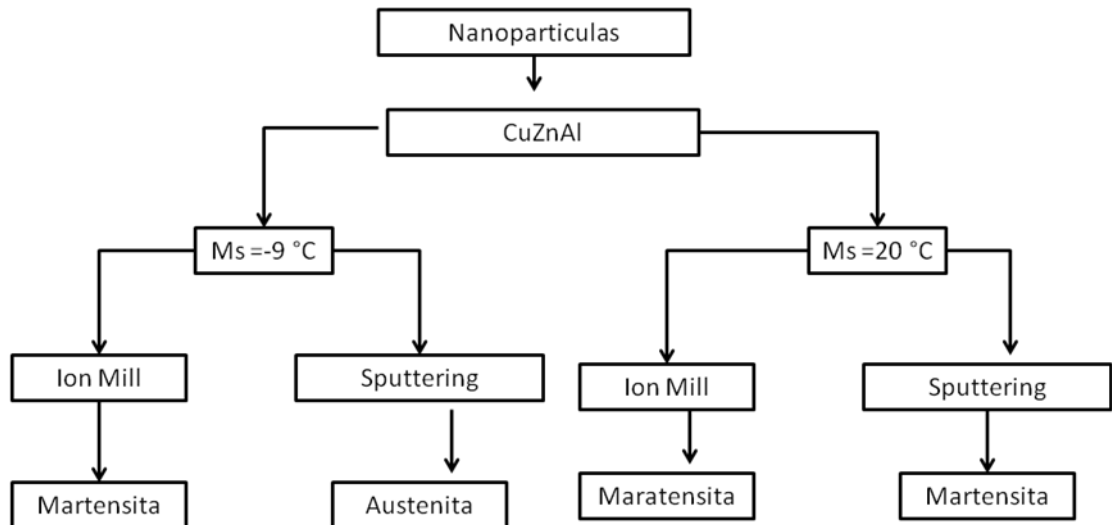 Nanoparticulas
CuZnAl
Ms =-9 °C
Ms =20 °C
Ion Mill
Sputtering
Ion Mill
Sputtering
Martensita
Austenita
Maratensita
Martensita